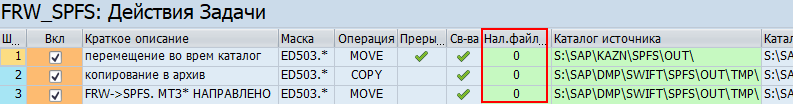 FRW_SPFS: Действия Задачи
Ш... Вкл Краткое описание Маска Операция Преры... Св-ва Нал.файл... Каталог источника Катал
1 перемещение во врем каталог ED503.* MOVE 0 S:\SAP\KAZN\SPFS\OUT\ S:\SA
2 копирование в архив ED503.* COPY 0 S:\SAP\DMP\SWIFT\SPFS\OUT\TMP\ S:\SA
3 FRW->SPFS. MT3* НАПРАВЛЕНО ED503.* MOVE 0 S:\SAP\DMP\SWIFT\SPFS\OUT\TMP\ S:\SA